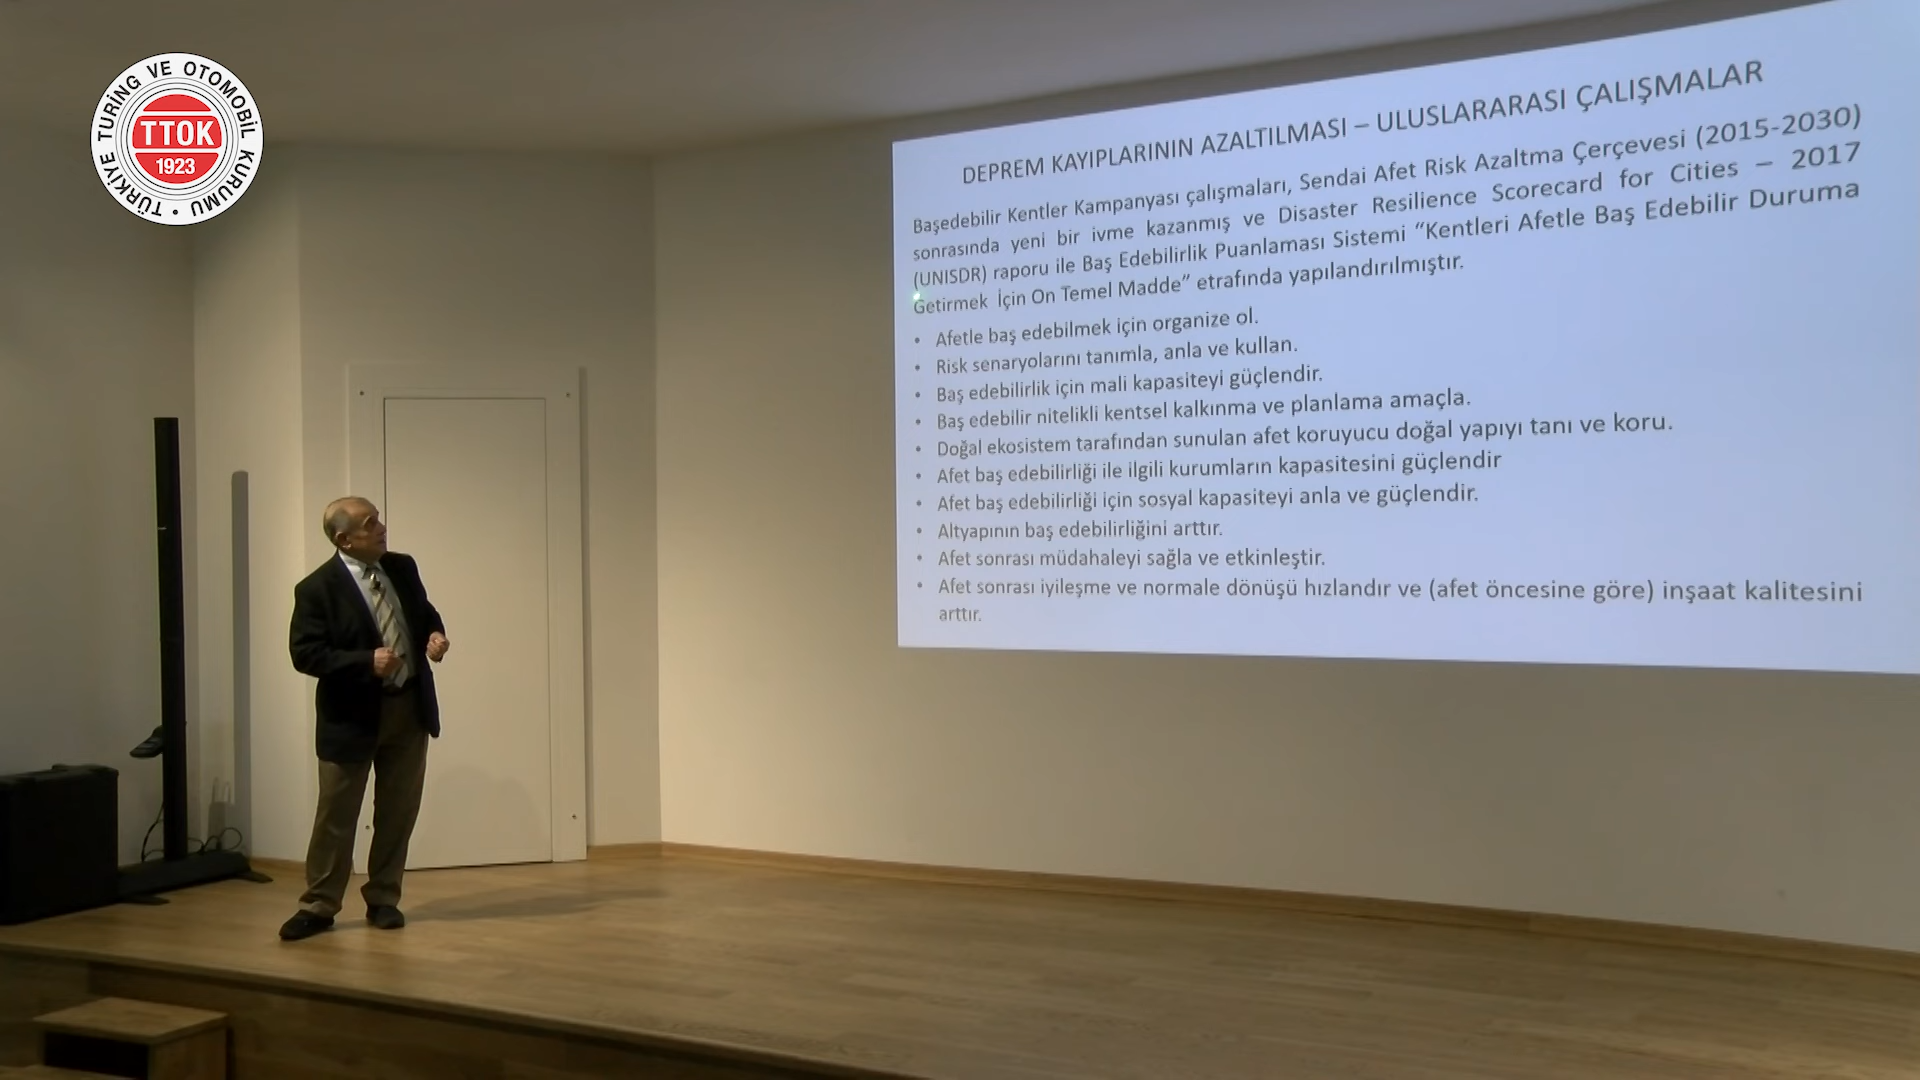 TÜRKİYE TURİNG VE OTOMOBİL KURUMU •
TTOK
1923
DEPREM KAYIPLARININ AZALTILMASI – ULUSLARARASI ÇALIŞMALAR
Başedebilir Kentler Kampanyası çalışmaları, Sendai Afet Risk Azaltma Çerçevesi (2015-2030)
sonrasında yeni bir ivme kazanmış ve Disaster Resilience Scorecard for Cities – 2017
(UNISDR) raporu ile Baş Edebilirlik Puanlaması Sistemi “Kentleri Afetle Baş Edebilir Duruma
Getirmek İçin On Temel Madde” etrafında yapılandırılmıştır.
• Afetle baş edebilmek için organize ol.
• Risk senaryolarını tanımla, anla ve kullan.
• Baş edebilirlik için mali kapasiteyi güçlendir.
• Baş edebilir nitelikli kentsel kalkınma ve planlama amaçla.
• Doğal ekosistem tarafından sunulan afet koruyucu doğal yapıyı tanı ve koru.
• Afet baş edebilirliği ile ilgili kurumların kapasitesini güçlendir
• Afet baş edebilirliği için sosyal kapasiteyi anla ve güçlendir.
• Altyapının baş edebilirliğini arttır.
• Afet sonrası müdahaleyi sağla ve etkinleştir.
• Afet sonrası iyileşme ve normale dönüşü hızlandır ve (afet öncesine göre) inşaat kalitesini
arttır.